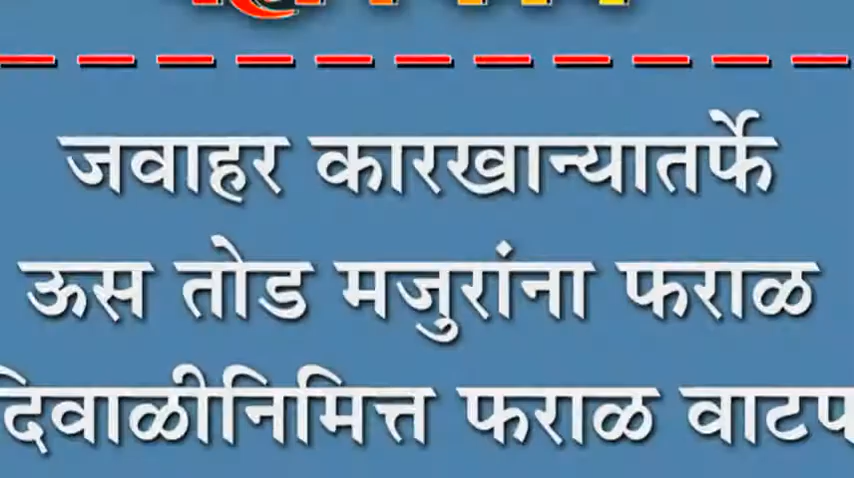 जवाहर कारखान्यातर्फे
ऊस तोड मजुरांना फराळ
दिवाळीनिमित्त फराळ वाटप